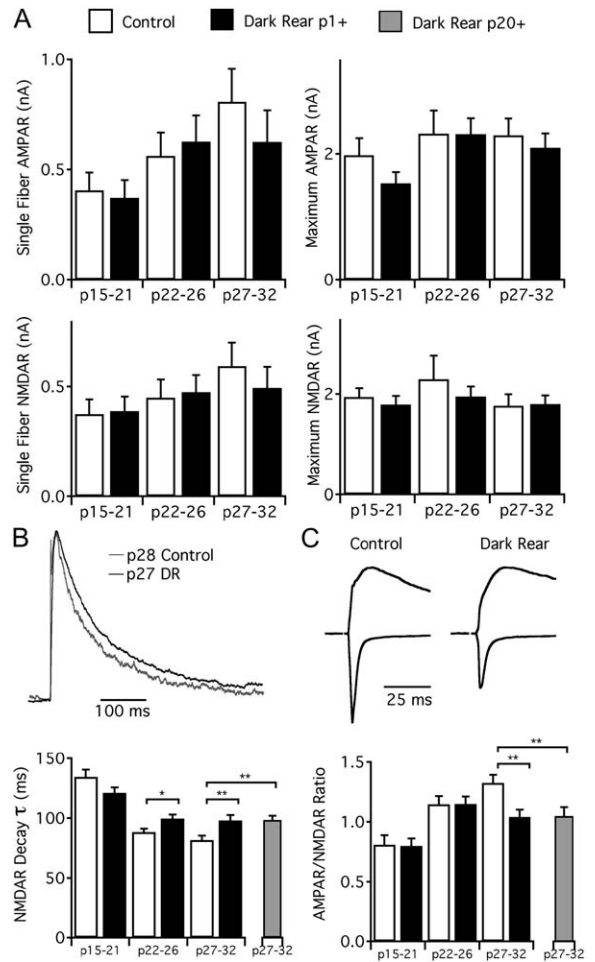 A
Control
Dark Rear p1+
Dark Rear p20+
Single Fiber AMPAR (nA)
1.0
0.5
0.0
p15-21 p22-26 p27-32
Maximum AMPAR (nA)
2
0
p15-21 p22-26 p27-32
Single Fiber NMDAR (nA)
0.5
0.0
p15-21 p22-26 p27-32
Maximum NMDAR (nA)
2
0
p15-21 p22-26 p27-32
B
p28 Control
p27 DR
100 ms
C
Control
Dark Rear
25 ms
NMDAR Decay τ (ms)
150
100
50
0
*
**
**
p15-21 p22-26 p27-32 p27-32
AMPAR/NMDAR Ratio
1.5
1.0
0.5
0.0
**
**
p15-21 p22-26 p27-32 p27-32